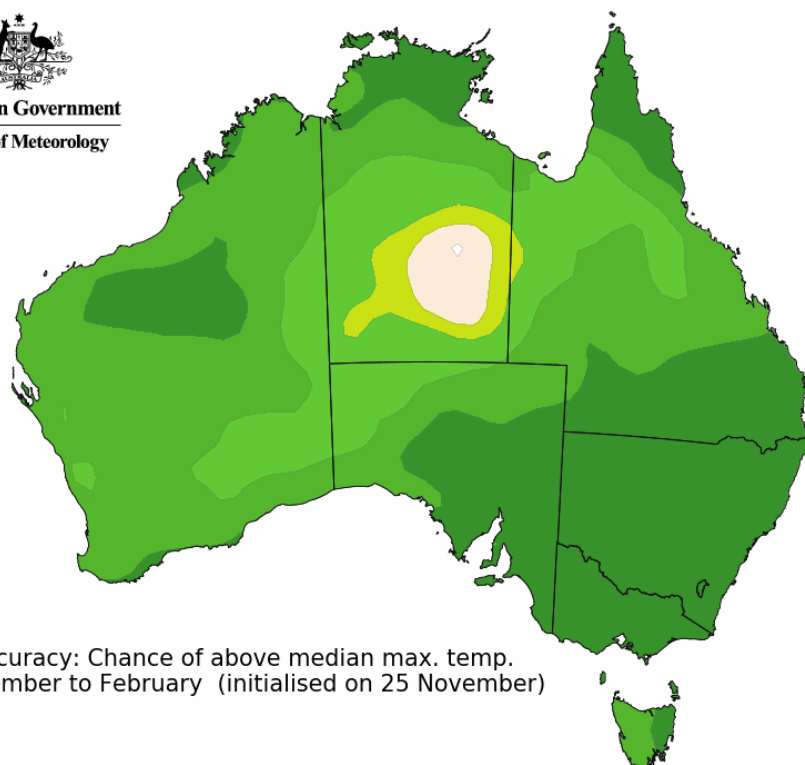 n Government
f Meteorology
curacy: Chance of above median max. temp.
mber to February (initialised on 25 November)